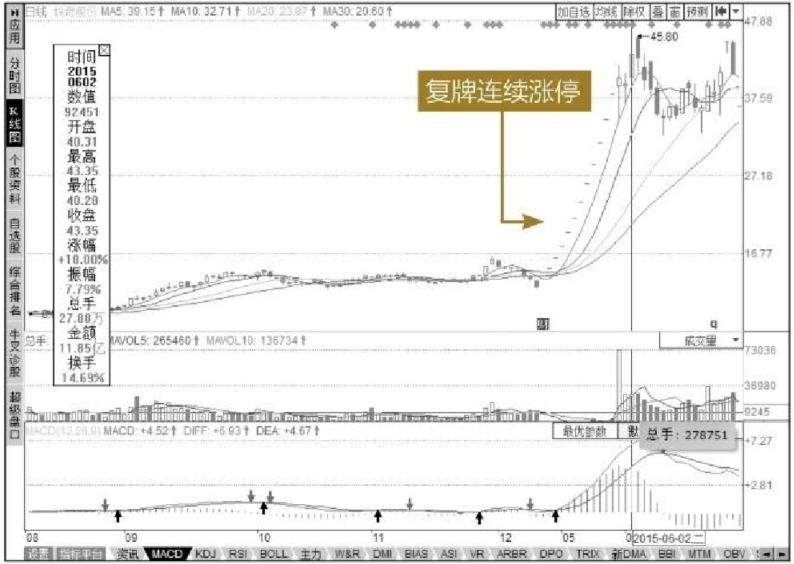 日线 MA5: 39.15↑ MA10: 32.71↑ MA20: 23.87↑ MA30: 20.60↑
加自选 均线 除权 叠 画 预测
应用
分时图
K线图
个股资料
自选股
综合排名
牛叉诊股
超级盘口
时间
2015
0602
数值
92451
开盘
40.31
最高
43.35
最低
40.28
收盘
43.35
涨幅
+10.00%
振幅
7.79%
总手
27.88万
金额
11.85亿
换手
14.69%
复牌连续涨停
45.80
47.88
37.59
27.18
16.77
q
总手: MAVOL5: 265460↑ MAVOL10: 136734↑
成交量
73036
36980
9245
MACD(12,26,9) MACD: +4.52↑ DIFF: +6.93↑ DEA: +4.67↑
最优参数 默
总手: 278751
+7.27
+2.81
08 09 10 11 12 05 0 2015-06-02,二
设置 指标平台 资讯 MACD KDJ RSI BOLL 主力 W&R DMI BIAS ASI VR ARBR DPO TRIX 新DMA BBI MTM OBV